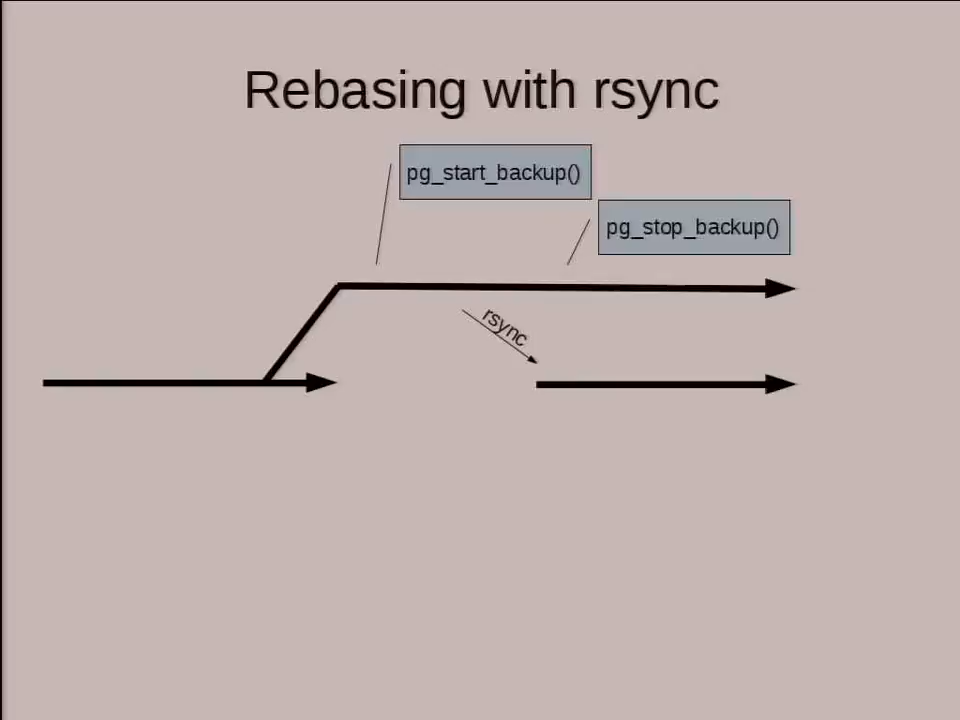 Rebasing with rsync
pg_start_backup()
pg_stop_backup()
rsync